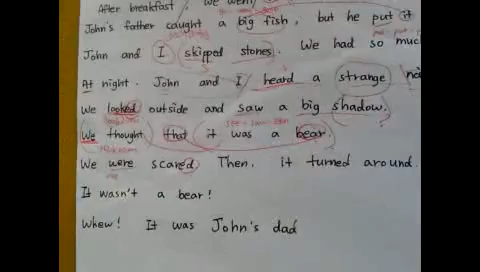 After breakfast, we went
John's father caught a big fish, but he put it
John and I skipped stones. We had so muc
At night. John and I heard a strange
We looked outside and saw a big shadow.
We thought that it was a bear.
We were scared Then, it turned around.
It wasn't a bear!
Whew! It was John's dad